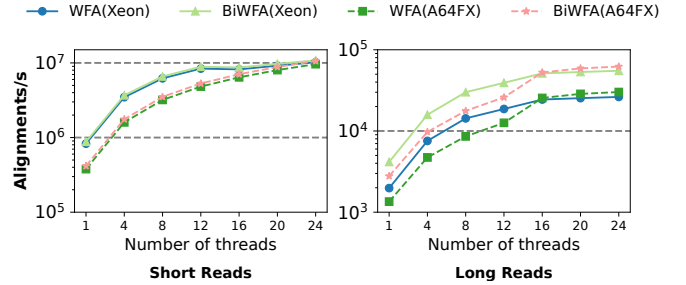 WFA(Xeon) BiWFA(Xeon) WFA(A64FX) BiWFA(A64FX)
Alignments/s
10^7
10^6
10^5
1 4 8 12 16 20 24
Number of threads
Short Reads
10^5
10^4
10^3
1 4 8 12 16 20 24
Number of threads
Long Reads